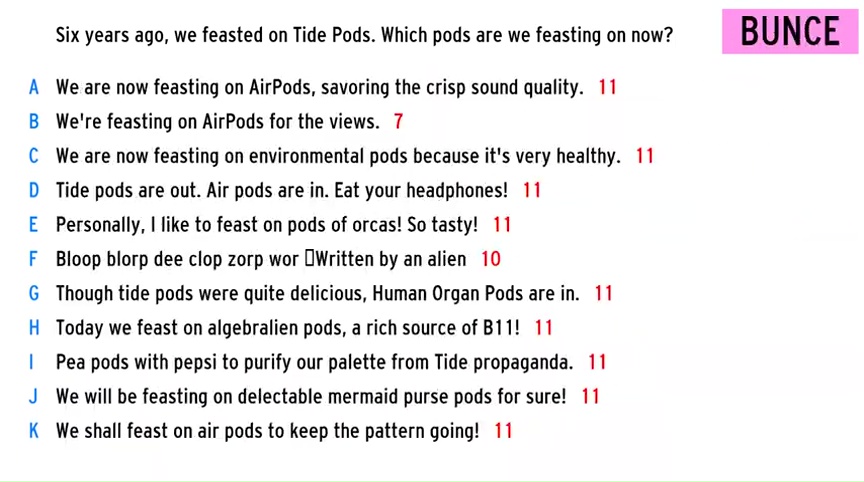 Six years ago, we feasted on Tide Pods. Which pods are we feasting on now?
BUNCE
A We are now feasting on AirPods, savoring the crisp sound quality. 11
B We're feasting on AirPods for the views. 7
C We are now feasting on environmental pods because it's very healthy. 11
D Tide pods are out. Air pods are in. Eat your headphones! 11
E Personally, I like to feast on pods of orcas! So tasty! 11
F Bloop blorp dee clop zorp wor ▯Written by an alien 10
G Though tide pods were quite delicious, Human Organ Pods are in. 11
H Today we feast on algebralien pods, a rich source of B11! 11
I Pea pods with pepsi to purify our palette from Tide propaganda. 11
J We will be feasting on delectable mermaid purse pods for sure! 11
K We shall feast on air pods to keep the pattern going! 11